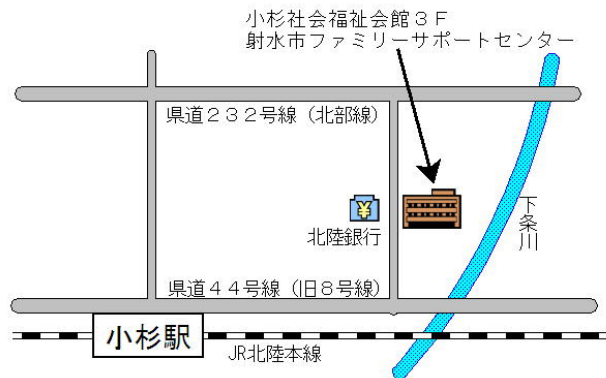 小杉社会福祉会館３Ｆ
射水市ファミリーサポートセンター
県道２３２号線（北部線）
¥
北陸銀行
下条川
県道４４号線（旧８号線）
小杉駅
JR北陸本線